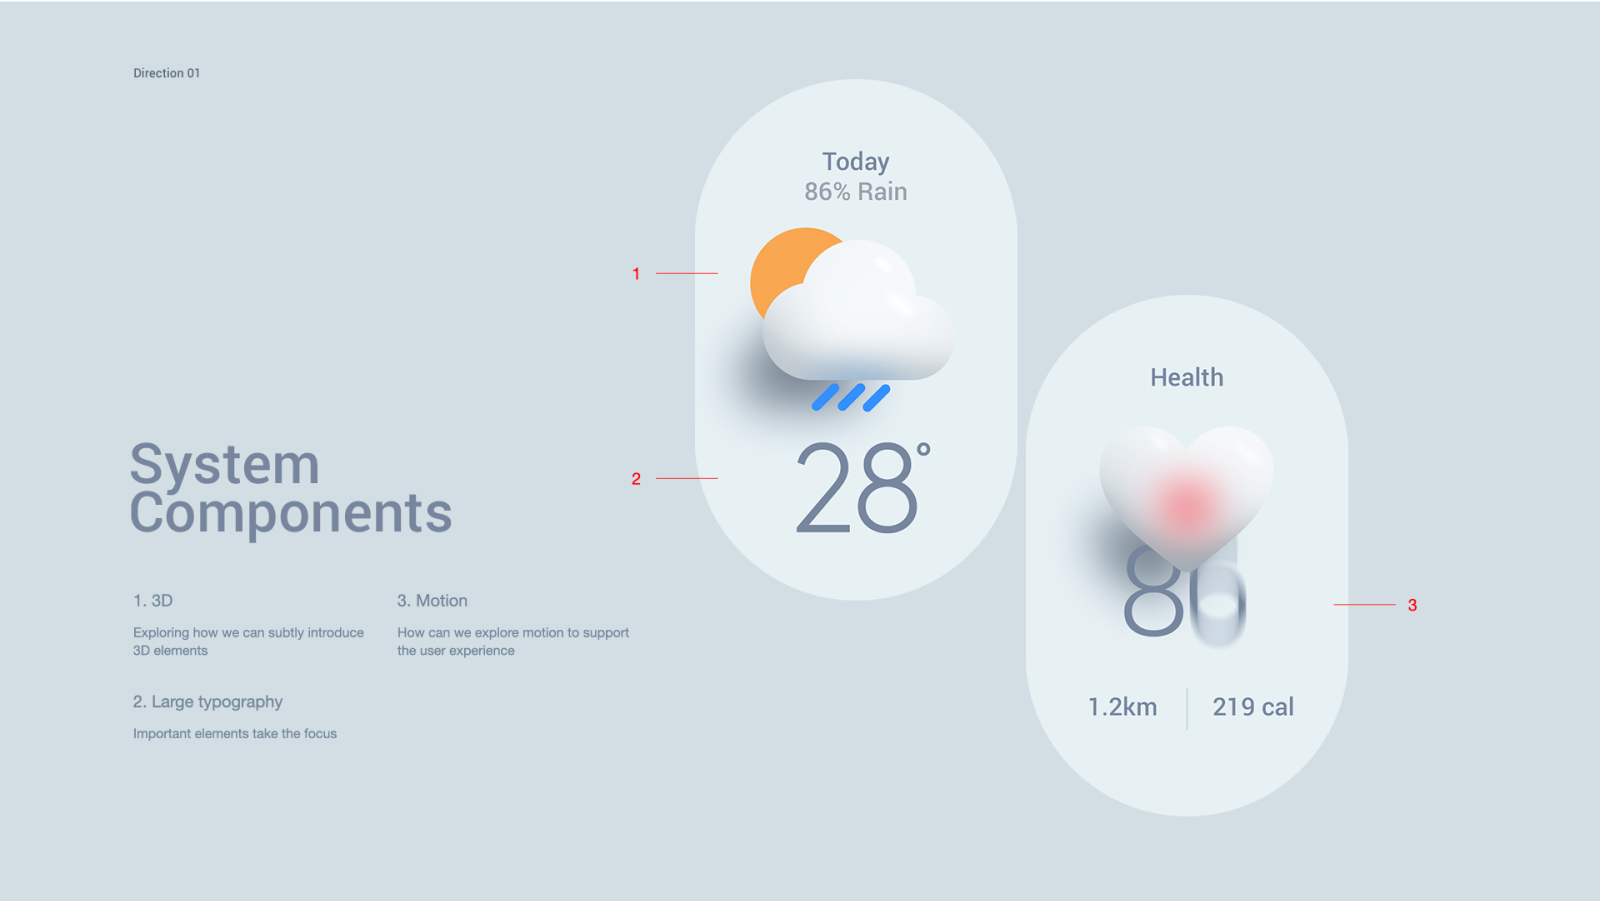 Direction 01
System
Components
1. 3D
Exploring how we can subtly introduce
3D elements
2. Large typography
Important elements take the focus
3. Motion
How can we explore motion to support
the user experience
1
2
Today
86% Rain
28°
Health
1.2km
219 cal
3